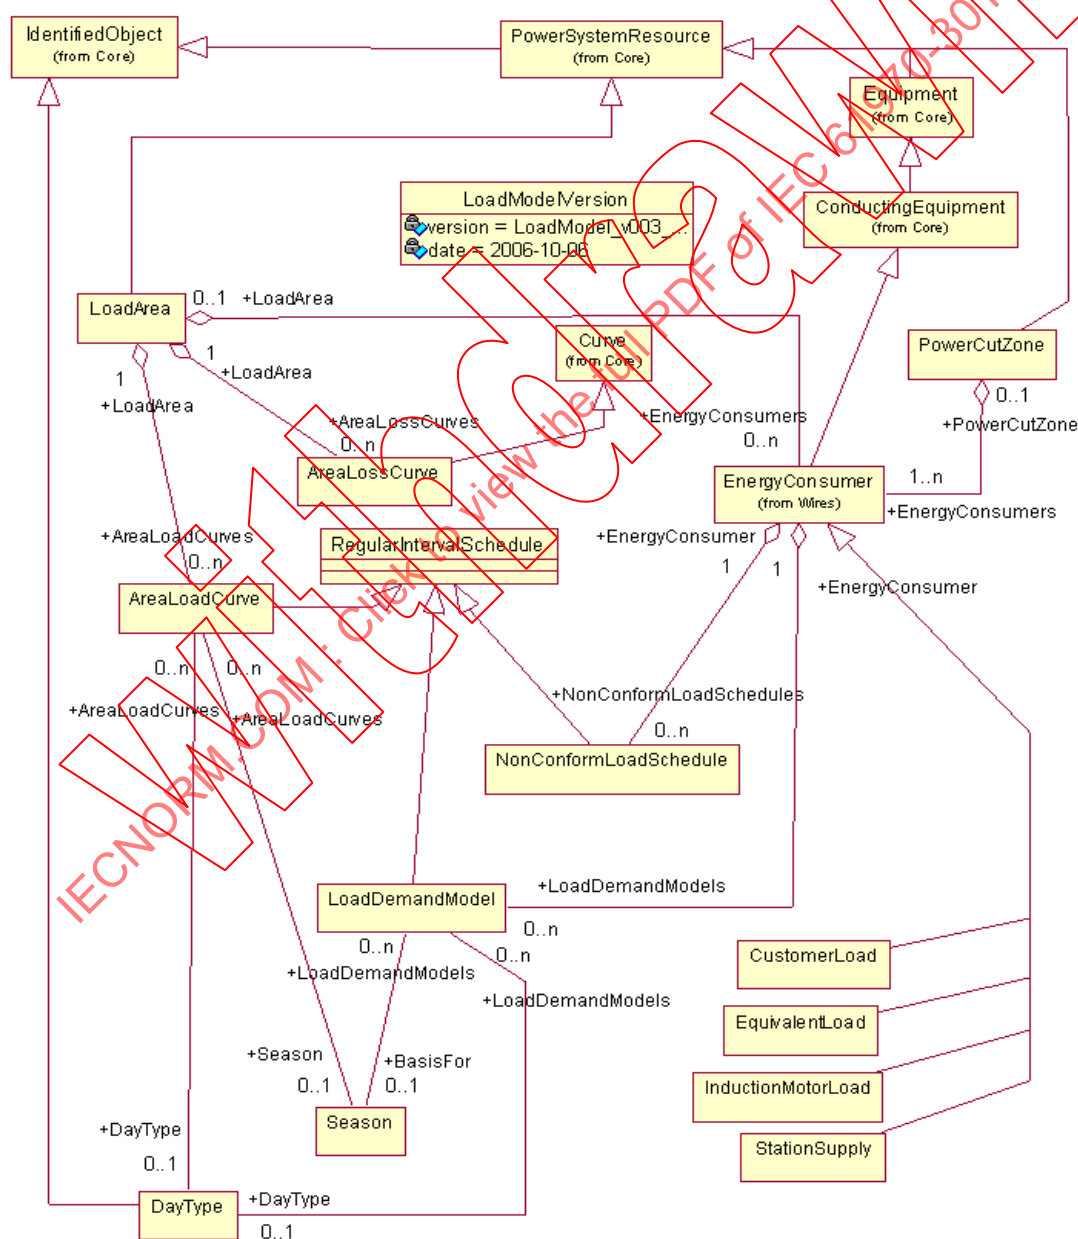 IdentifiedObject
(from Core)
PowerSystemResource
(from Core)
Equipment
(from Core)
LoadModelVersion
version = LoadModel_v003_...
date = 2006-10-06
ConductingEquipment
(from Core)
LoadArea
0..1 +LoadArea
1
+LoadArea
1
+LoadArea
Curve
(from Core)
PowerCutZone
0..1
+PowerCutZone
+AreaLossCurves
0..n
+EnergyConsumers
0..n
AreaLossCurve
EnergyConsumer
(from Wires)
1..n
+EnergyConsumers
+AreaLoadCurves
0..n
RegularIntervalSchedule
+EnergyConsumer
1
1
+EnergyConsumer
AreaLoadCurve
0..n
0..n
+AreaLoadCurves
+AreaLoadCurves
+NonConformLoadSchedules
0..n
NonConformLoadSchedule
LoadDemandModel
+LoadDemandModels
0..n
0..n
0..n
+LoadDemandModels
+LoadDemandModels
CustomerLoad
EquivalentLoad
InductionMotorLoad
StationSupply
+Season
0..1
+BasisFor
0..1
Season
+DayType
0..1
DayType
+DayType
0..1
IECNORM.COM : Click to view the full PDF of IEC 61970-301